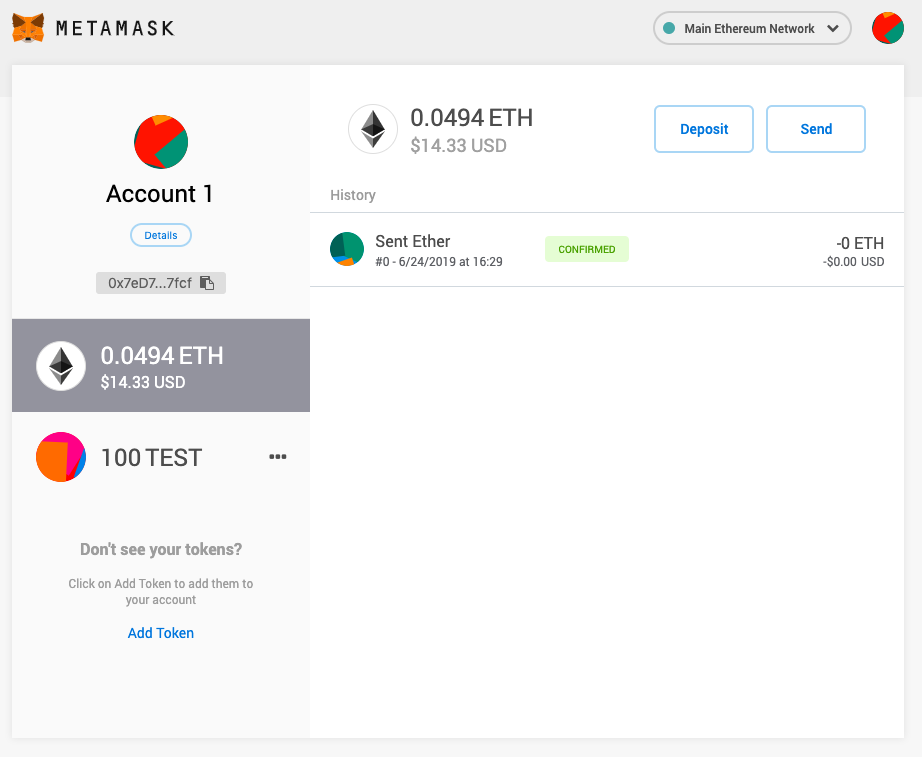 METAMASK
Main Ethereum Network
Account 1
Details
0x7eD7...7fcf
0.0494 ETH
$14.33 USD
100 TEST
Don't see your tokens?
Click on Add Token to add them to
your account
Add Token
0.0494 ETH
$14.33 USD
Deposit
Send
History
Sent Ether
#0 - 6/24/2019 at 16:29
CONFIRMED
-0 ETH
-$0.00 USD